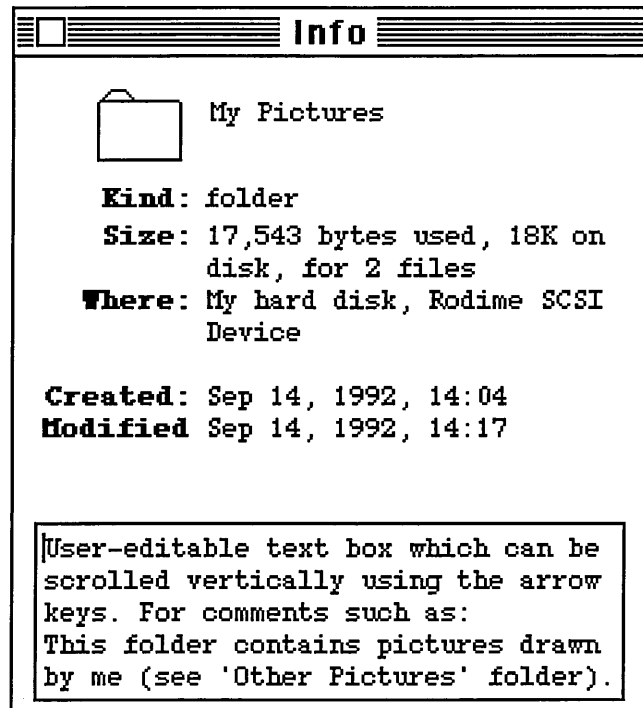 Info
My Pictures
Kind: folder
Size: 17,543 bytes used, 18K on
disk, for 2 files
Where: My hard disk, Rodime SCSI
Device
Created: Sep 14, 1992, 14:04
Modified Sep 14, 1992, 14:17
User-editable text box which can be
scrolled vertically using the arrow
keys. For comments such as:
This folder contains pictures drawn
by me (see 'Other Pictures' folder).